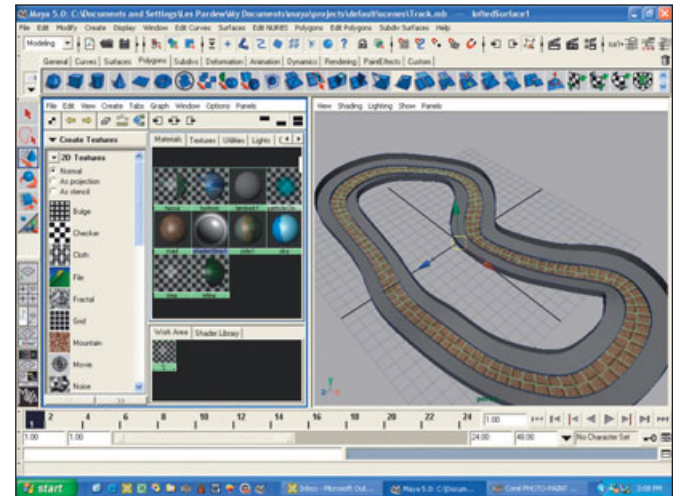 Maya 5.0: C:\Documents and Settings\Les Pardew\My Documents\maya\projects\default\scenes\Track.mb --- loftedSurface1
File Edit Modify Create Display Window Edit Curves Surfaces Edit NURBS Polygons Edit Polygons Subdiv Surfaces Help
Modeling
General Curves Surfaces Polygons Subdivs Deformation Animation Dynamics Rendering PaintEffects Custom
File Edit View Create Tabs Graph Window Options Panels
View Shading Lighting Show Panels
Create Textures
Materials Textures Utilities Lights
2D Textures
Normal
As projection
As stencil
Bulge
Checker
Cloth
File
Fractal
Grid
Mountain
Movie
Noise
road
sky
tree
Work Area Shader Library
2 4 6 8 10 12 14 16 18 20 22 24
1
1.00
1.00 1.00 24.00 48.00 No Character Set
start
Inbox - Microsoft Out...
Maya 5.0: C:\Docum...
Corel PHOTO-PAINT
2:08 PM